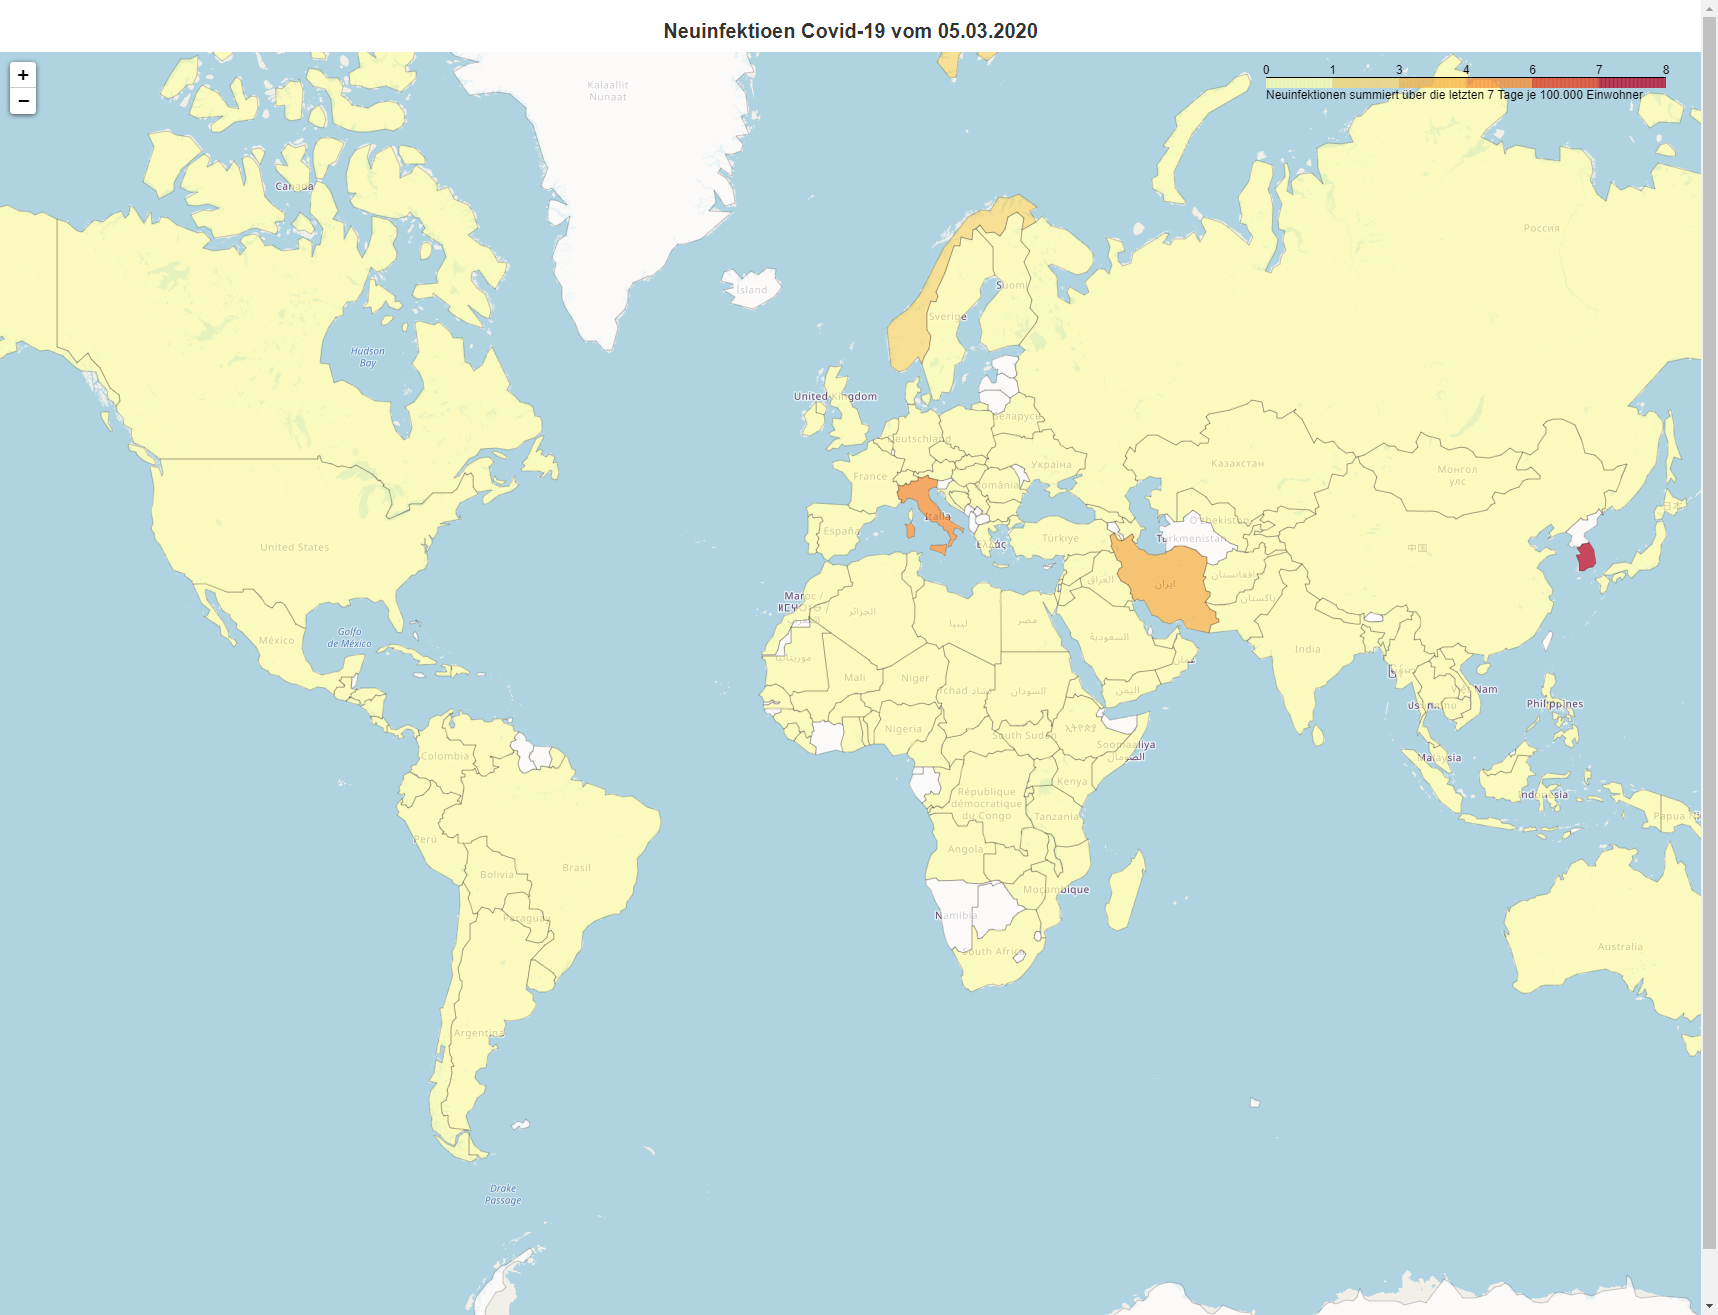 Neuinfektioen Covid-19 vom 05.03.2020
+
−
0 1 3 4 6 7 8
Neuinfektionen summiert über die letzten 7 Tage je 100.000 Einwohner
Kalaallit
Nunaat
Canada
Россия
Ísland
Suomi
Sverige
Hudson
Bay
United Kingdom
Беларусь
Deutschland
Україна
Казахстан
Монгол
улс
France
România
Italia
España
Ελλάς
Türkiye
O'zbekiston
Turkmenistan
中国
日本
United States
ایران
افغانستان
العراق
پاکستان
Maroc /
ⵍⵎⵖⵔⵉⴱ /
المغرب
الجزائر
ليبيا
مصر
السعودية
India
México
Golfo
de México
موريتانيا
Mali
Niger
Tchad تشاد
السودان
عمان
اليمن
Việt Nam
Philippines
Nigeria
South Sudan
Soomaaliya
الصومال
Colombia
Malaysia
Kenya
République
démocratique
du Congo
Indonesia
Tanzania
Papua
Perú
Angola
Brasil
Bolivia
Moçambique
Namibia
Paraguay
South Africa
Australia
Argentina
Drake
Passage